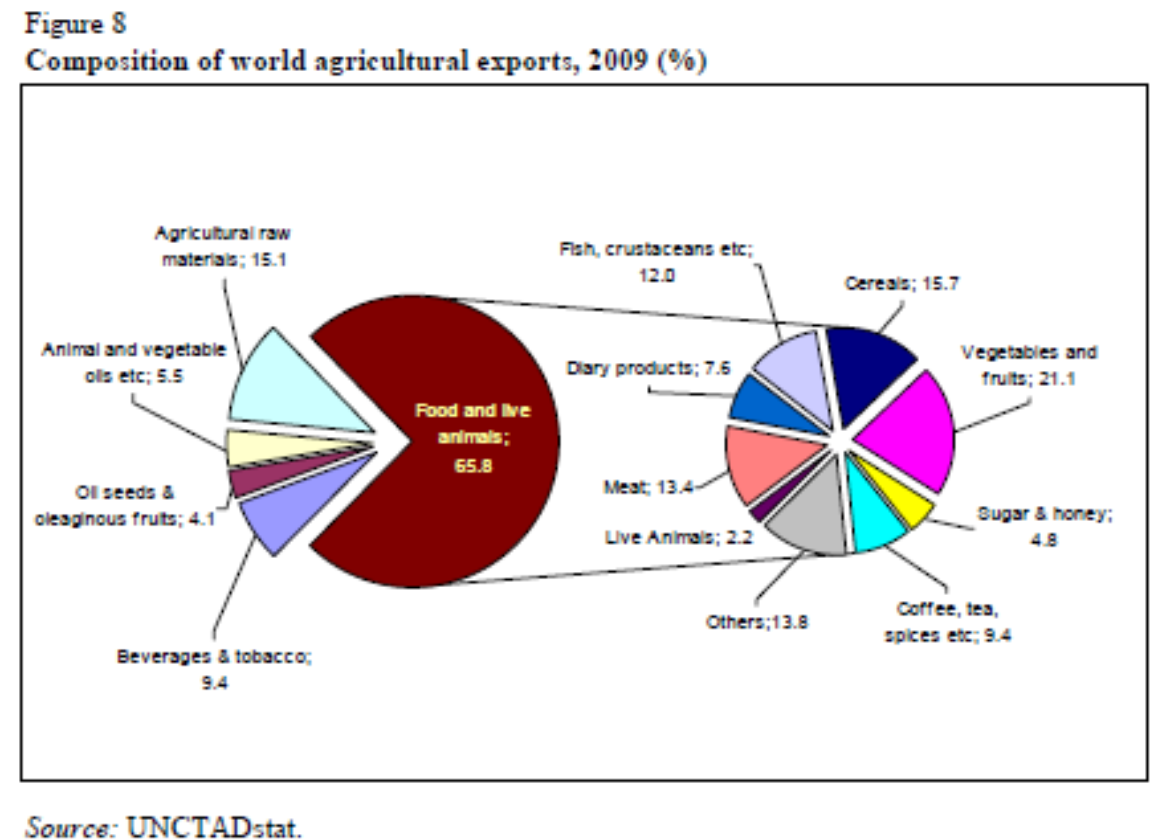 Figure 8
Composition of world agricultural exports, 2009 (%)
Agricultural raw
materials; 15.1
Animal and vegetable
oils etc; 5.5
Oil seeds &
oleaginous fruits; 4.1
Beverages & tobacco;
9.4
Food and live
animals;
65.8
Fish, crustaceans etc;
12.0
Cereals; 15.7
Diary products; 7.6
Vegetables and
fruits; 21.1
Meat; 13.4
Live Animals; 2.2
Sugar & honey;
4.8
Others;13.8
Coffee, tea,
spices etc; 9.4
Source: UNCTADstat.